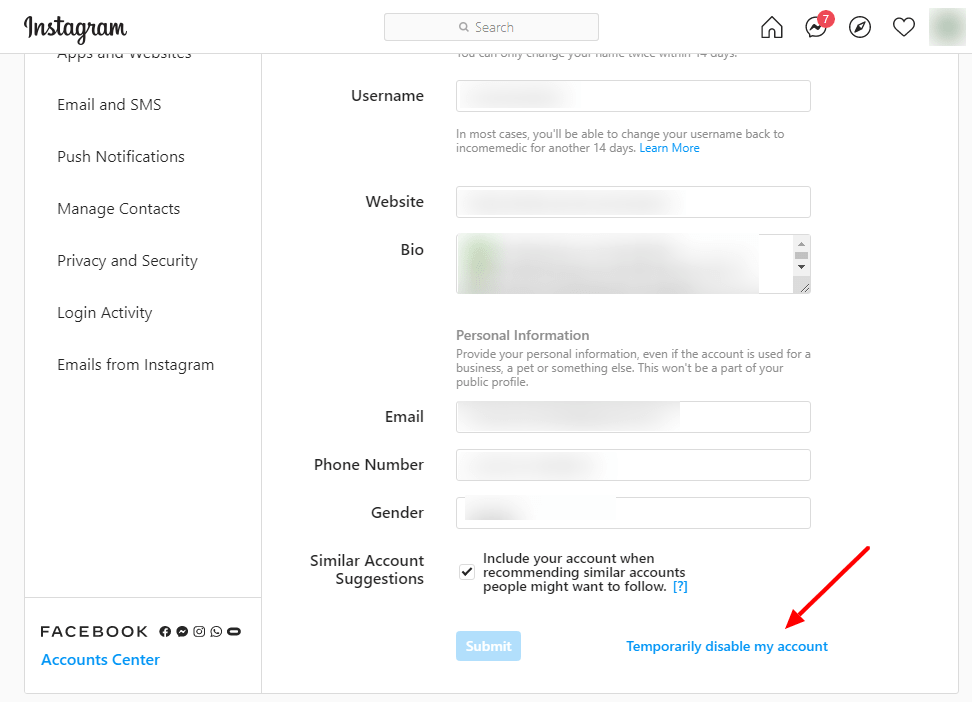 Instagram
Search
7
Apps and Websites
Email and SMS
Push Notifications
Manage Contacts
Privacy and Security
Login Activity
Emails from Instagram
FACEBOOK
Accounts Center
You can only change your name twice within 14 days.
Username
In most cases, you'll be able to change your username back to
incomemedic for another 14 days. Learn More
Website
Bio
Personal Information
Provide your personal information, even if the account is used for a
business, a pet or something else. This won't be a part of your
public profile.
Email
Phone Number
Gender
Similar Account
Suggestions
Include your account when
recommending similar accounts
people might want to follow. [?]
Submit
Temporarily disable my account